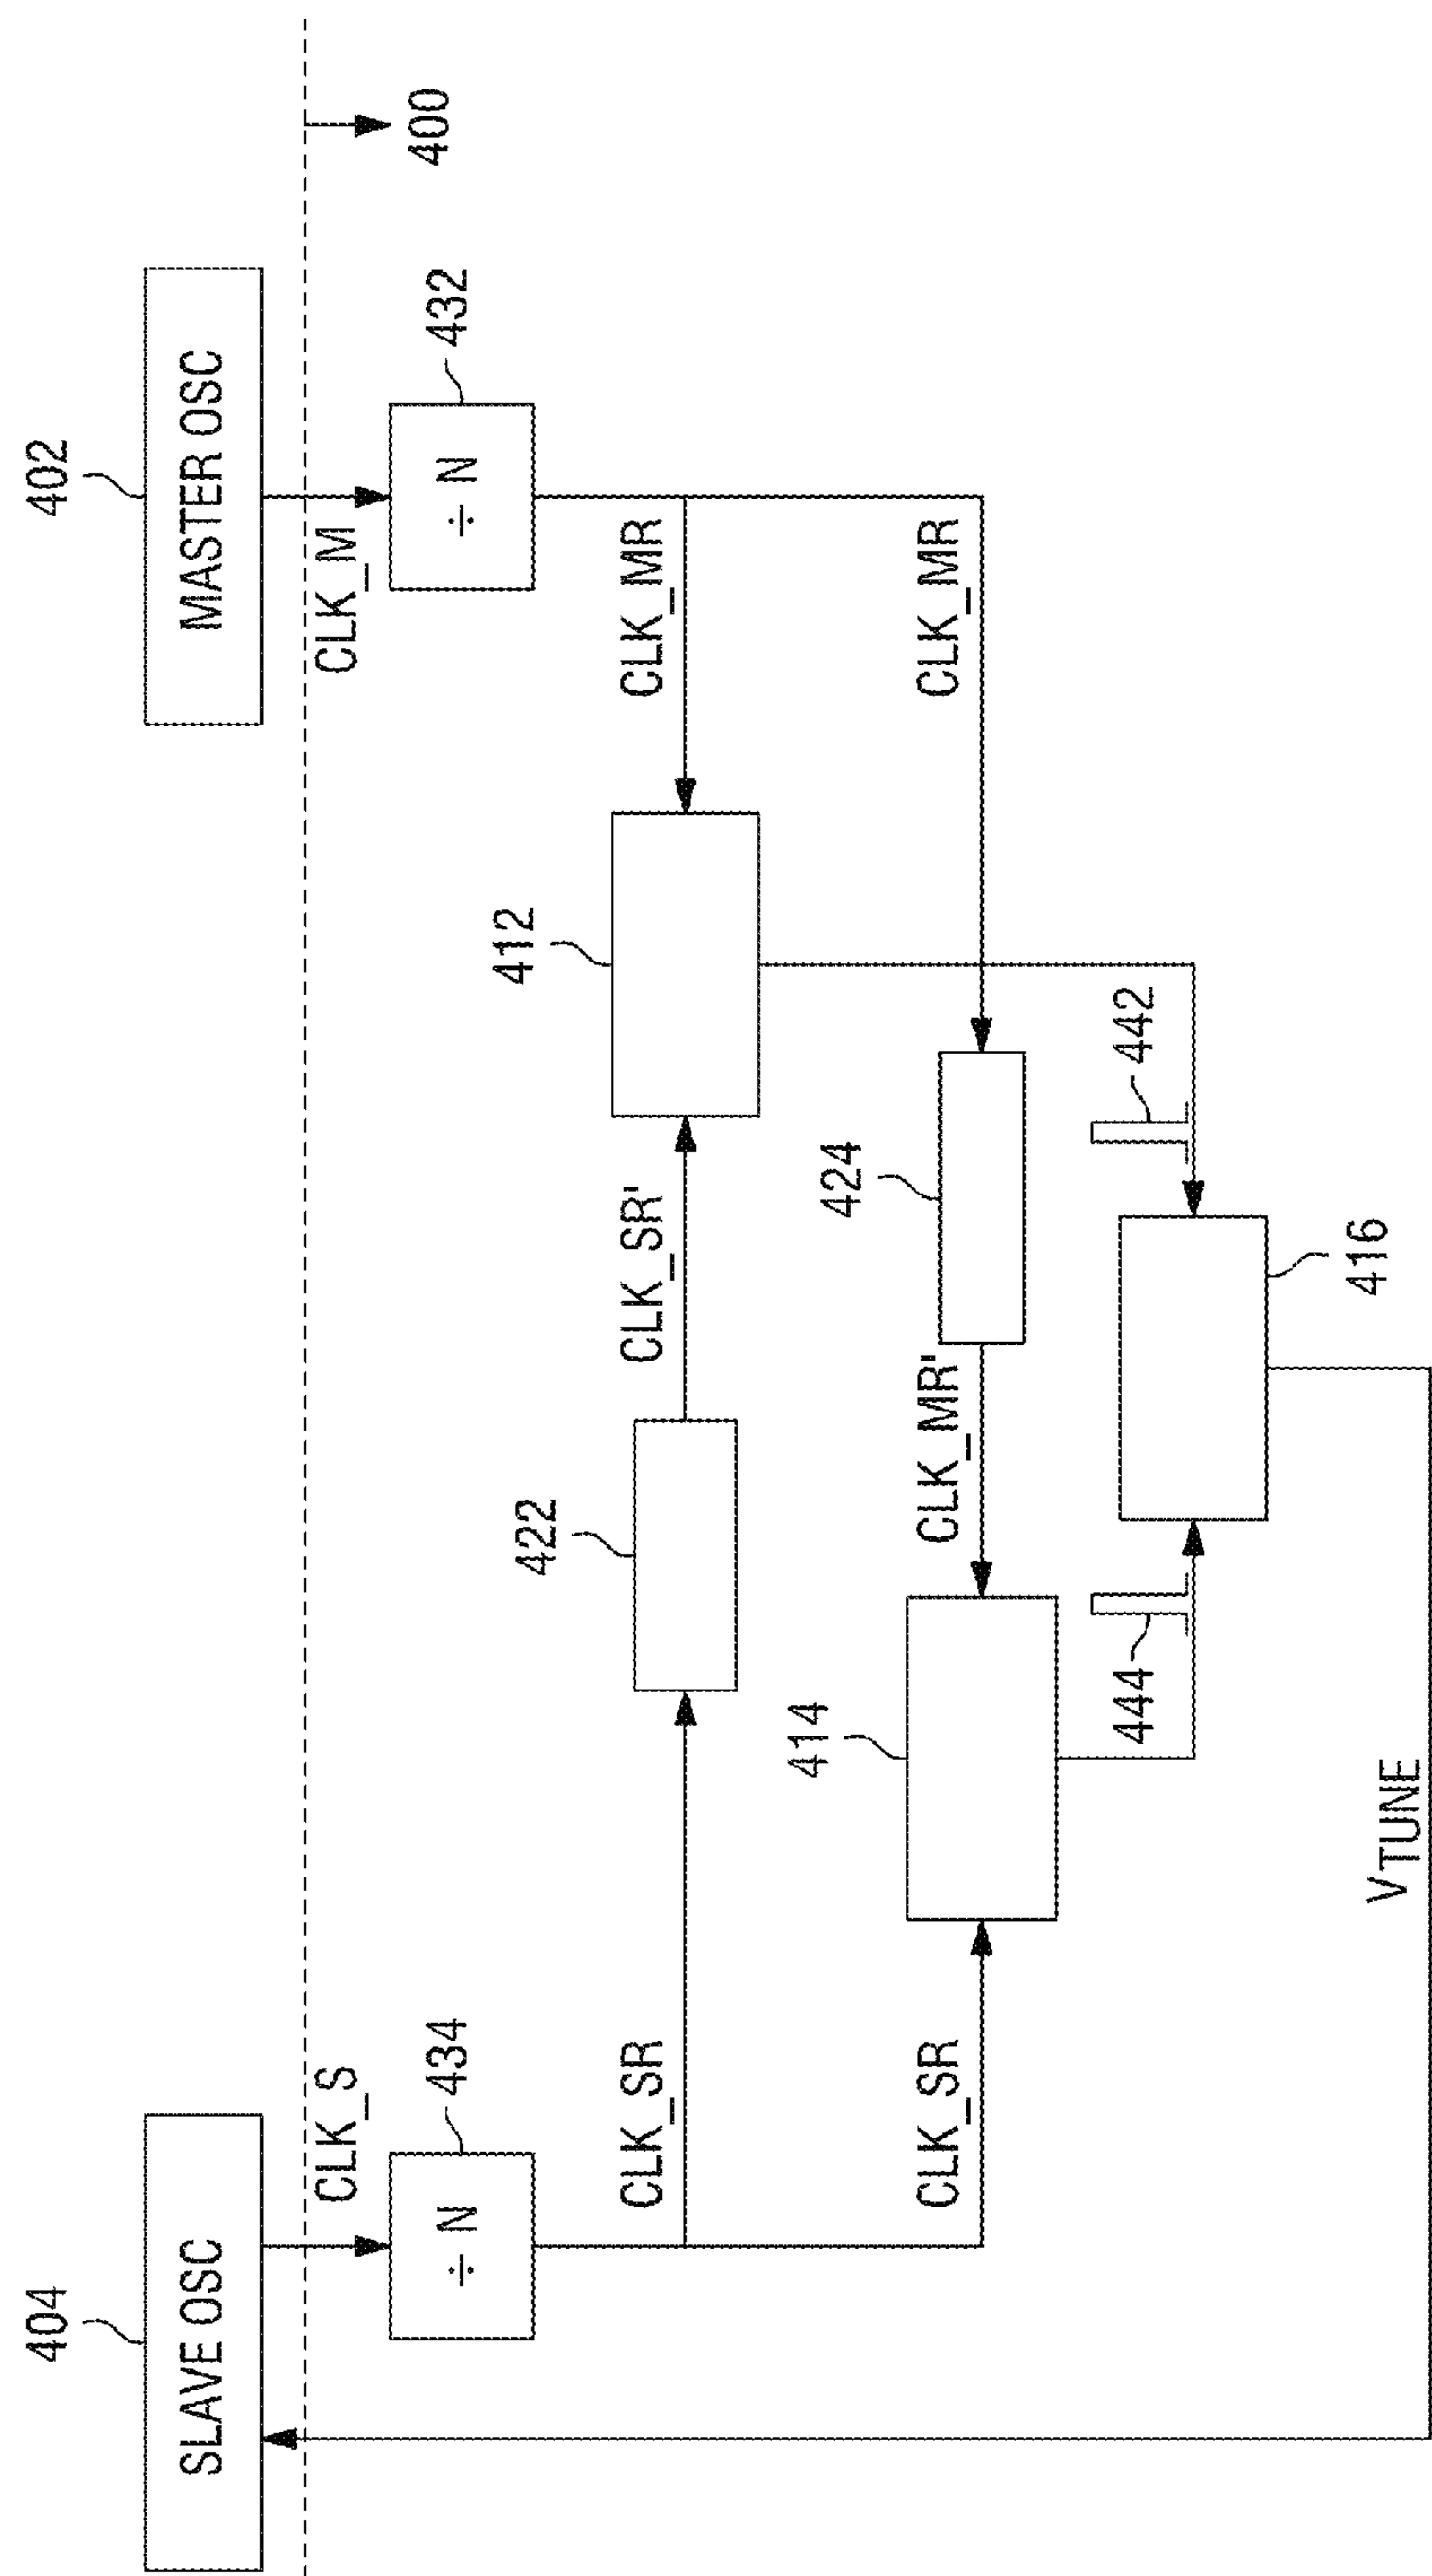 404
SLAVE OSC
402
MASTER OSC
CLK_S
CLK_M
400
434
÷ N
432
÷ N
422
412
CLK_SR
CLK_SR'
CLK_MR
414
424
CLK_SR
CLK_MR'
CLK_MR
444
442
416
VTUNE